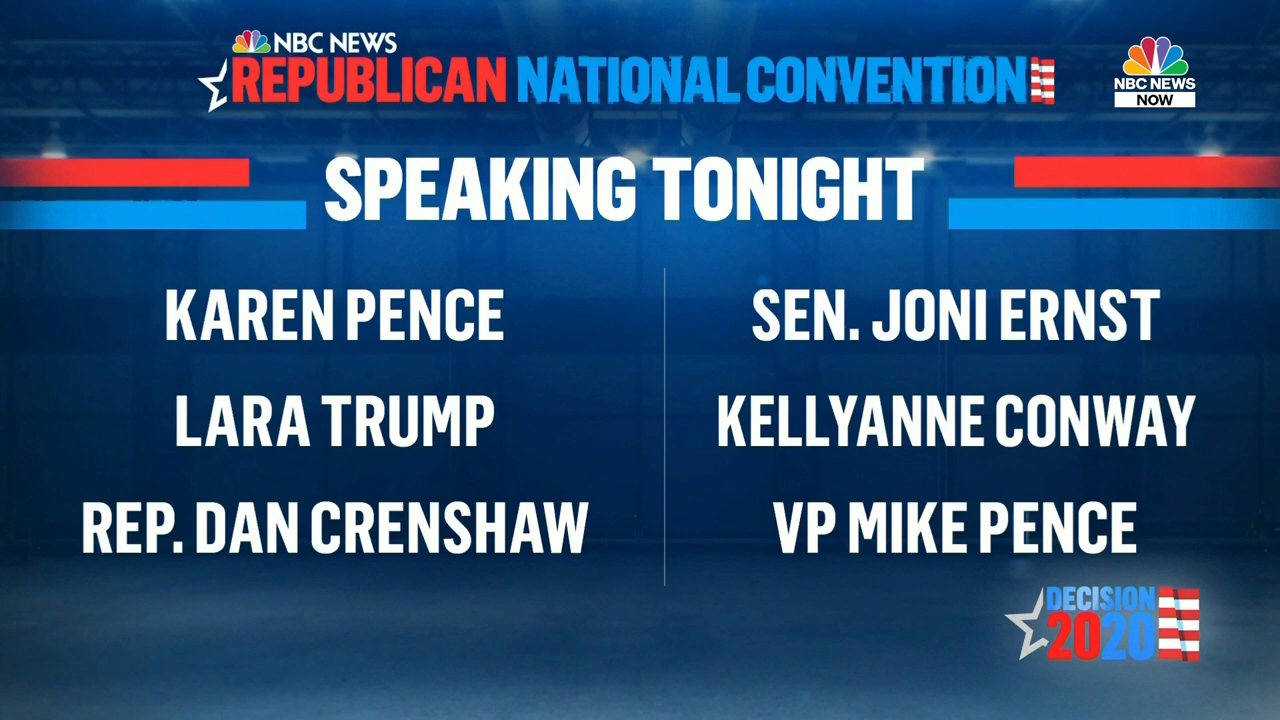 NBC NEWS
REPUBLICAN NATIONAL CONVENTION
NBC NEWS
NOW
SPEAKING TONIGHT
KAREN PENCE
LARA TRUMP
REP. DAN CRENSHAW
SEN. JONI ERNST
KELLYANNE CONWAY
VP MIKE PENCE
DECISION
2020